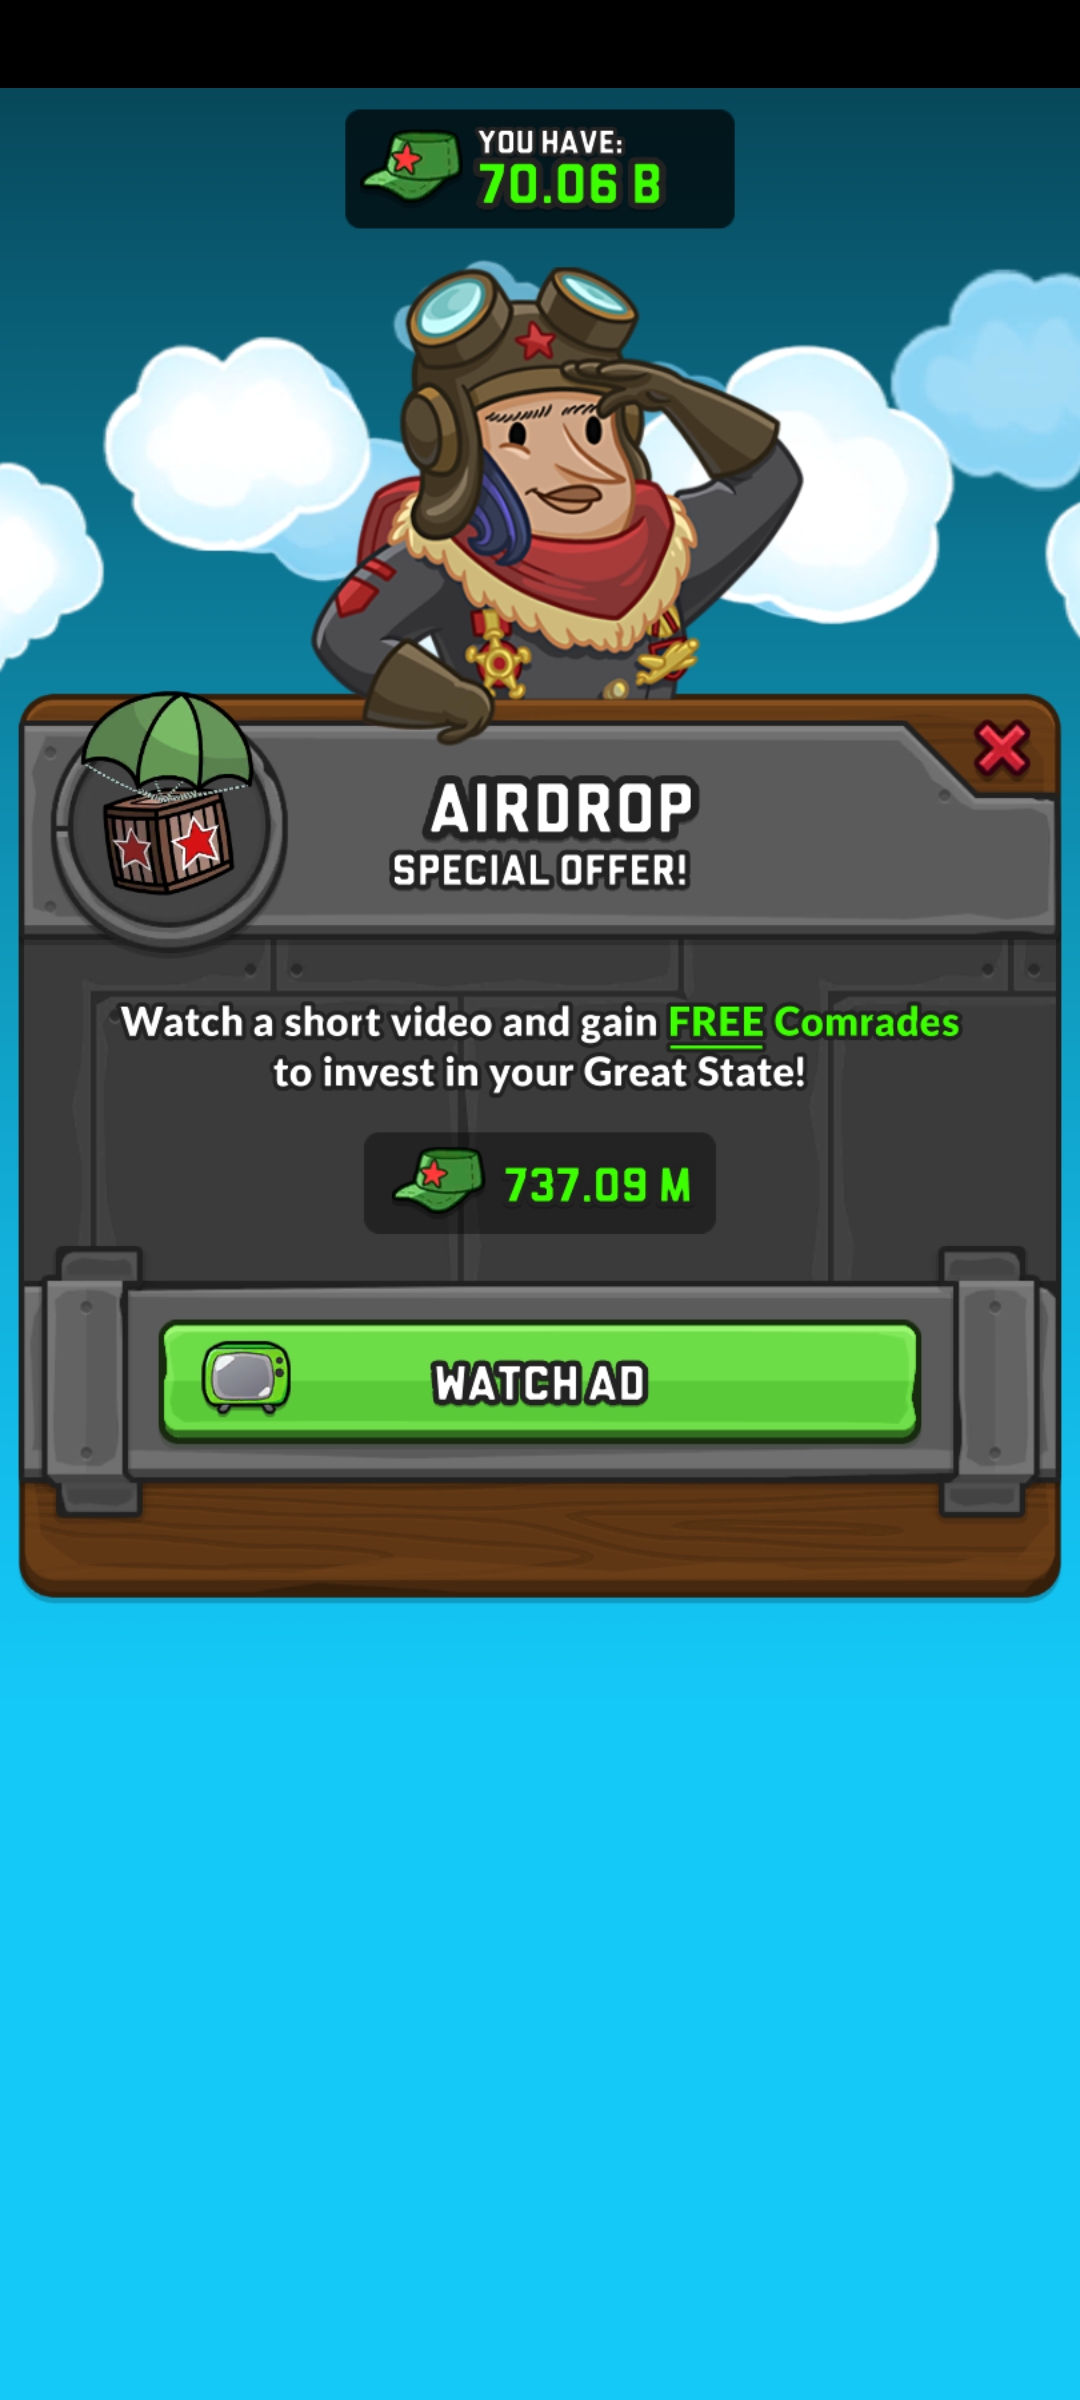 YOU HAVE:
70.06 B
AIRDROP
SPECIAL OFFER!
Watch a short video and gain FREE Comrades
to invest in your Great State!
737.09 M
WATCH AD